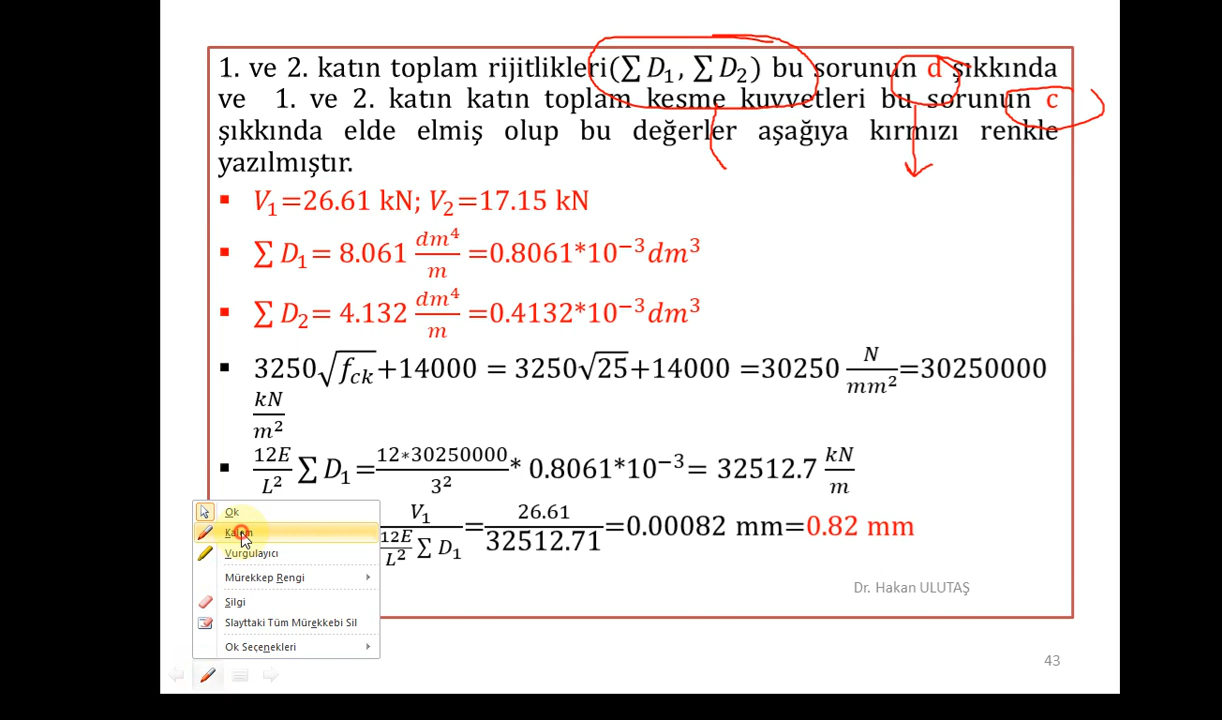 1. ve 2. katın toplam rijitlikleri(∑ D₁, ∑ D₂) bu sorunun d şıkkında
ve 1. ve 2. katın katın toplam kesme kuvvetleri bu sorunun c
şıkkında elde elmiş olup bu değerler aşağıya kırmızı renkle
yazılmıştır.
▪ V₁=26.61 kN; V₂=17.15 kN
▪ ∑ D₁= 8.061 dm⁴/m =0.8061*10⁻³dm³
▪ ∑ D₂= 4.132 dm⁴/m =0.4132*10⁻³dm³
▪ 3250√f_ck+14000 = 3250√25+14000 =30250 N/mm²=30250000
kN/m²
▪ 12E/L² ∑ D₁=12*30250000/3²* 0.8061*10⁻³= 32512.7 kN/m
V₁/(12E/L² ∑ D₁)=26.61/32512.71=0.00082 mm=0.82 mm
Ok
Kalem
Vurgulayıcı
Mürekkep Rengi
Silgi
Slayttaki Tüm Mürekkebi Sil
Ok Seçenekleri
Dr. Hakan ULUTAŞ
43